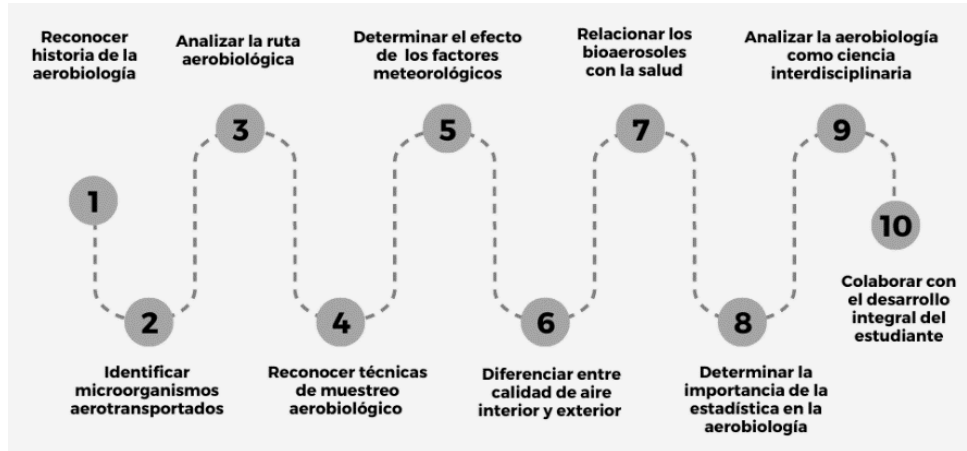 Reconocer
historia de la
aerobiología
1
2
Identificar
microorganismos
aerotransportados
Analizar la ruta
aerobiológica
3
4
Reconocer técnicas
de muestreo
aerobiológico
Determinar el efecto
de los factores
meteorológicos
5
6
Diferenciar entre
calidad de aire
interior y exterior
Relacionar los
bioaerosoles
con la salud
7
8
Determinar la
importancia de la
estadística en la
aerobiología
Analizar la aerobiología
como ciencia
interdisciplinaria
9
10
Colaborar con
el desarrollo
integral del
estudiante